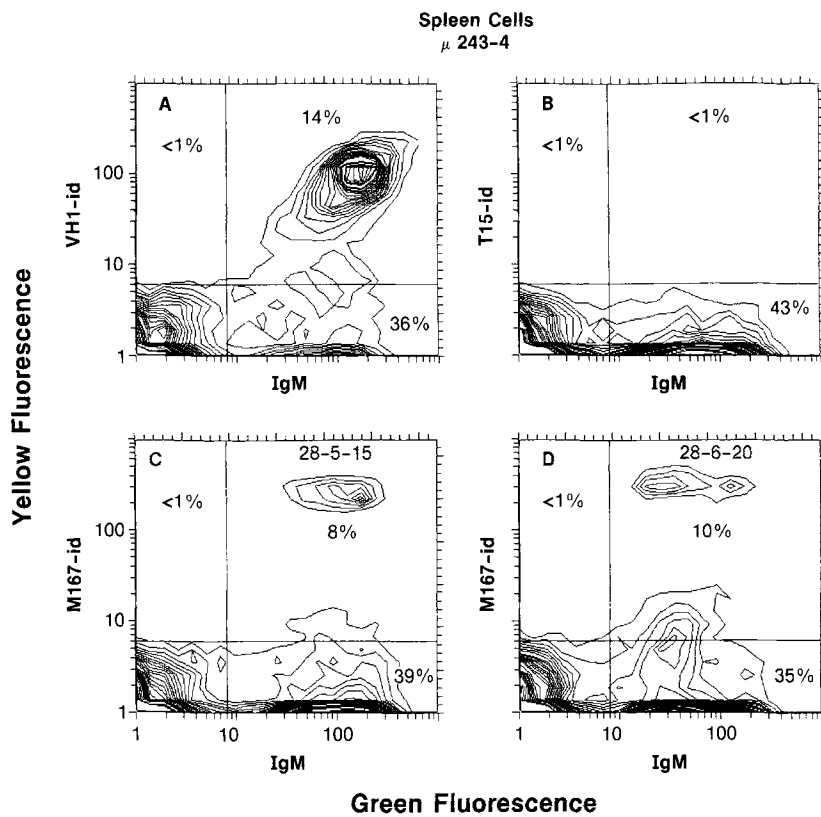 Spleen Cells
μ 243-4
Yellow Fluorescence
A
<1%
14%
36%
VH1-id
100
10
1
IgM
B
<1%
<1%
43%
T15-id
IgM
C
28-5-15
<1%
8%
39%
M167-id
100
10
1
1
10
100
IgM
D
28-6-20
<1%
10%
35%
M167-id
1
10
100
IgM
Green Fluorescence